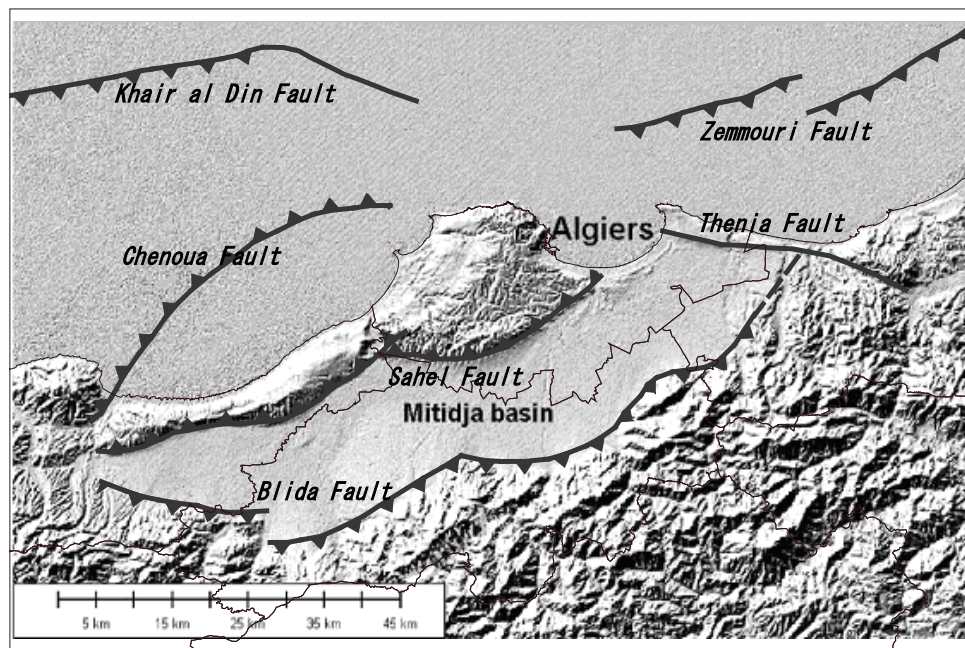 Khair al Din Fault
Zemmouri Fault
Algiers
Thenia Fault
Chenoua Fault
Sahel Fault
Mitidja basin
Blida Fault
5 km 15 km 25 km 35 km 45 km